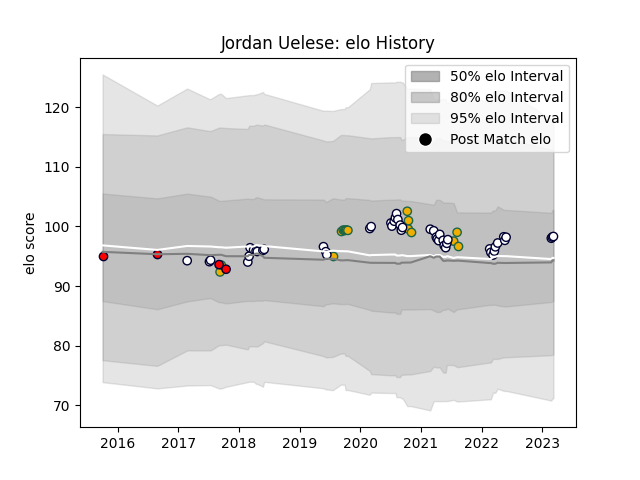 Jordan Uelese: elo History
50% elo Interval
80% elo Interval
95% elo Interval
Post Match elo
elo score
120
110
100
90
80
70
2016 2017 2018 2019 2020 2021 2022 2023